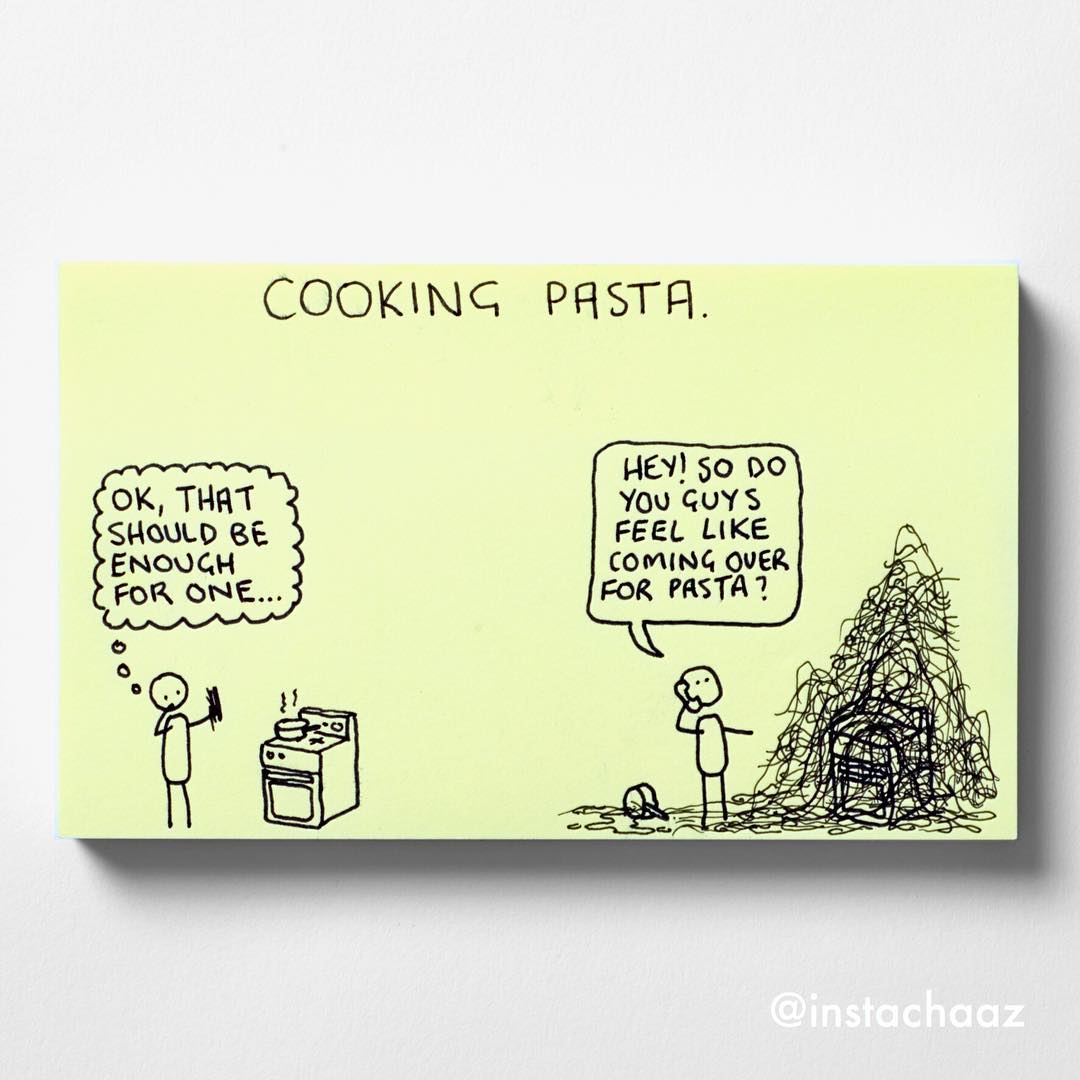 COOKING PASTA.
OK, THAT
SHOULD BE
ENOUGH
FOR ONE...
HEY! SO DO
YOU GUYS
FEEL LIKE
COMING OVER
FOR PASTA?
@instachaaz